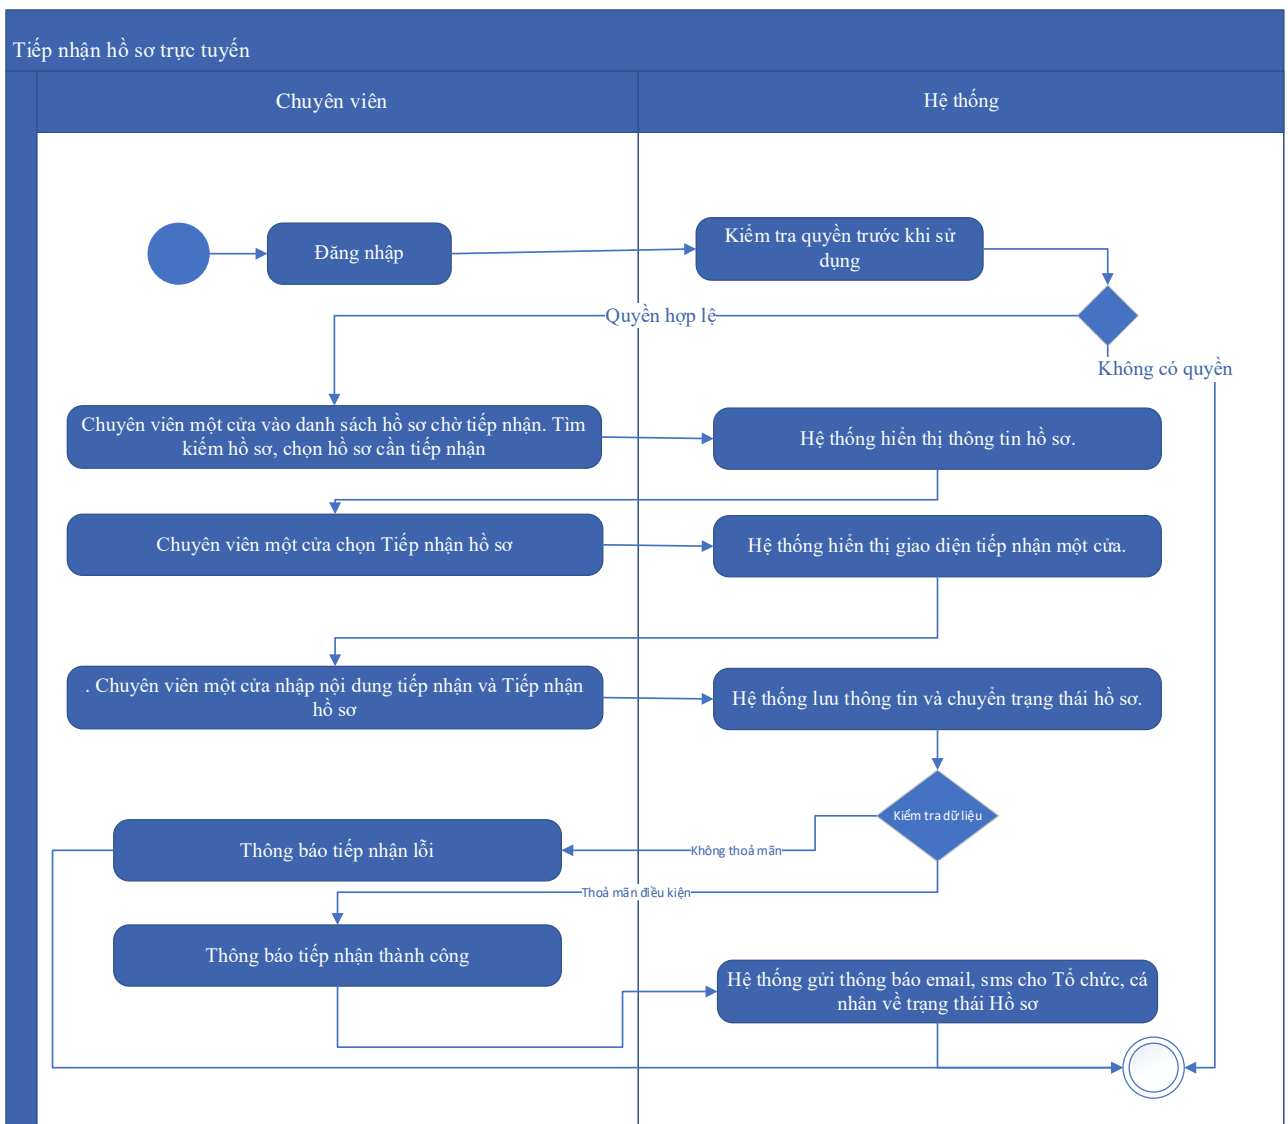 Tiếp nhận hồ sơ trực tuyến
Chuyên viên
Hệ thống
Đăng nhập
Kiểm tra quyền trước khi sử
dụng
Quyền hợp lệ
Không có quyền
Chuyên viên một cửa vào danh sách hồ sơ chờ tiếp nhận. Tìm
kiếm hồ sơ, chọn hồ sơ cần tiếp nhận
Hệ thống hiển thị thông tin hồ sơ.
Chuyên viên một cửa chọn Tiếp nhận hồ sơ
Hệ thống hiển thị giao diện tiếp nhận một cửa.
. Chuyên viên một cửa nhập nội dung tiếp nhận và Tiếp nhận
hồ sơ
Hệ thống lưu thông tin và chuyển trạng thái hồ sơ.
Kiểm tra dữ liệu
Thông báo tiếp nhận lỗi
Không thoả mãn
Thoả mãn điều kiện
Thông báo tiếp nhận thành công
Hệ thống gửi thông báo email, sms cho Tổ chức, cá
nhân về trạng thái Hồ sơ